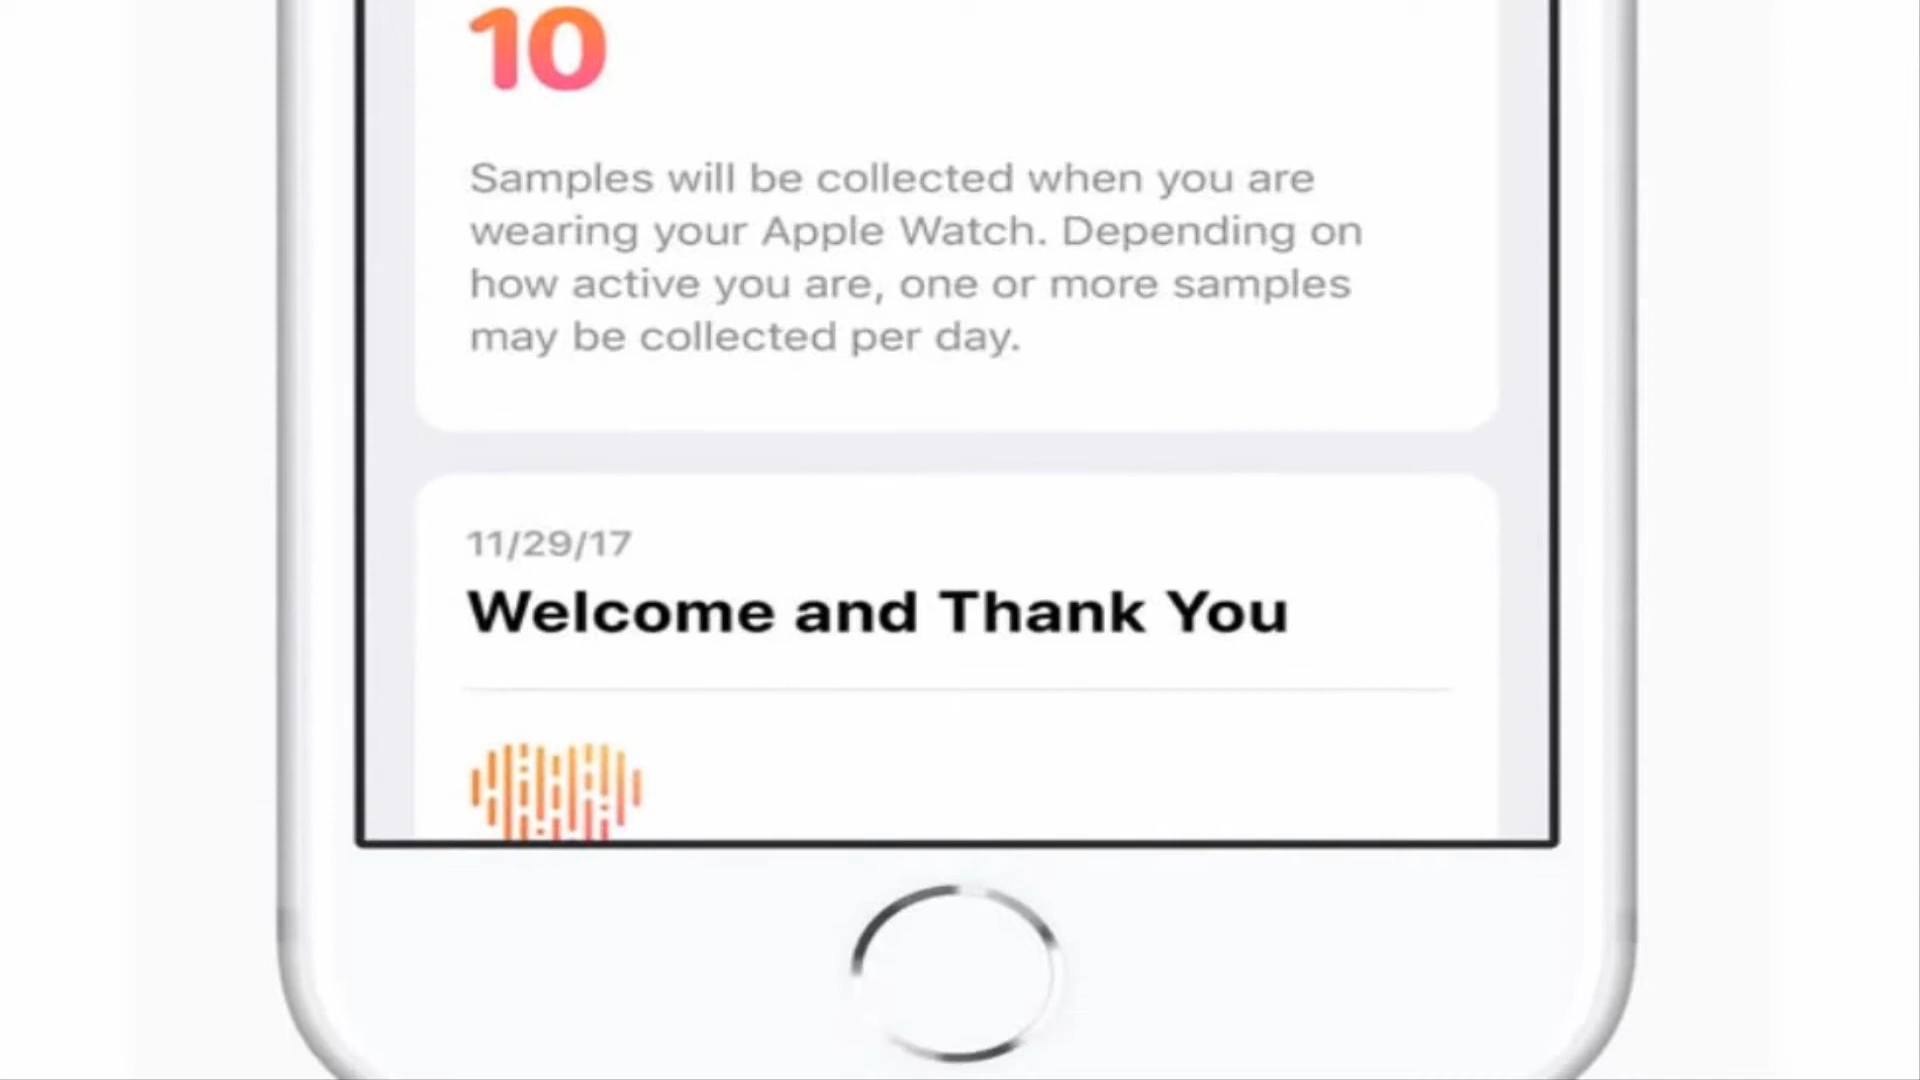 10
Samples will be collected when you are
wearing your Apple Watch. Depending on
how active you are, one or more samples
may be collected per day.
11/29/17
Welcome and Thank You